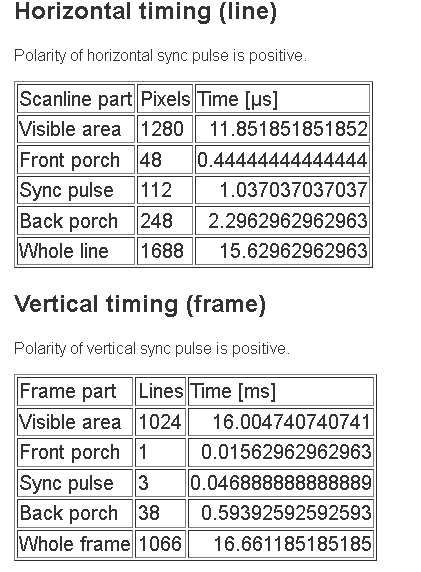 Horizontal timing (line)
Polarity of horizontal sync pulse is positive.
Scanline part Pixels Time [µs]
Visible area 1280 11.851851851852
Front porch 48 0.44444444444444
Sync pulse 112 1.037037037037
Back porch 248 2.2962962962963
Whole line 1688 15.62962962963
Vertical timing (frame)
Polarity of vertical sync pulse is positive.
Frame part Lines Time [ms]
Visible area 1024 16.004740740741
Front porch 1 0.01562962962963
Sync pulse 3 0.046888888888889
Back porch 38 0.59392592592593
Whole frame 1066 16.661185185185